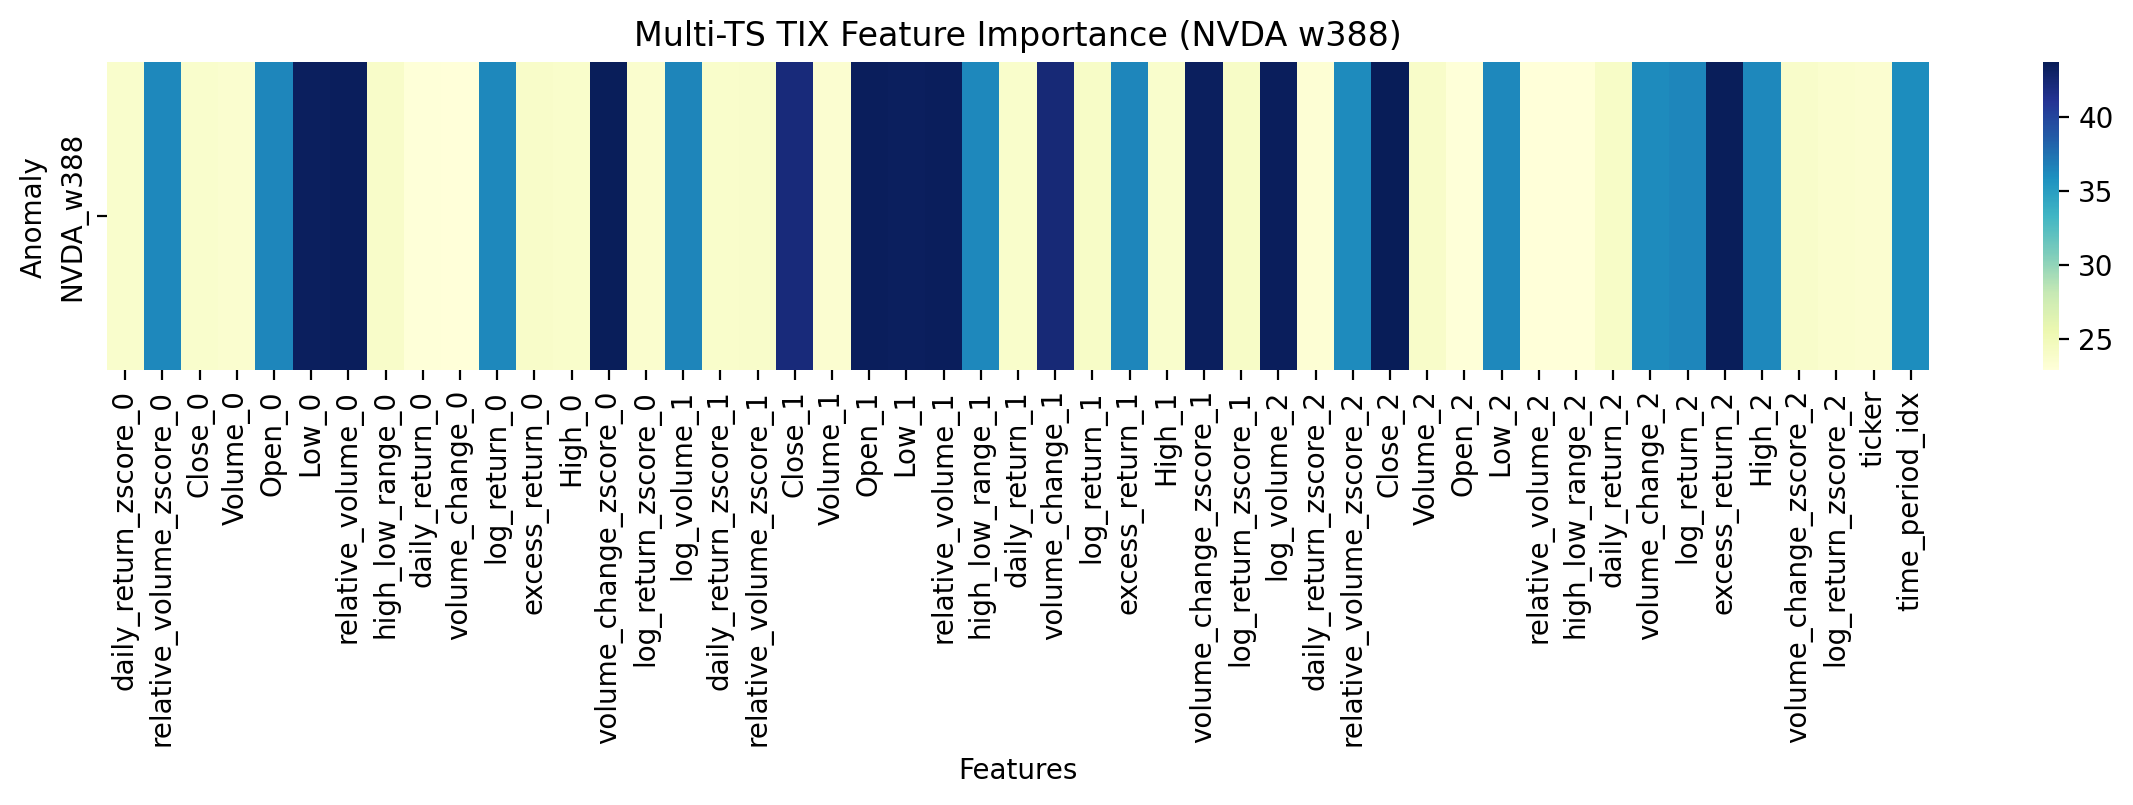 Multi-TS TIX Feature Importance (NVDA w388)
Anomaly
NVDA_w388
40
35
30
25
daily_return_zscore_0
relative_volume_zscore_0
Close_0
Volume_0
Open_0
Low_0
relative_volume_0
high_low_range_0
daily_return_0
volume_change_0
log_return_0
excess_return_0
High_0
volume_change_zscore_0
log_return_zscore_0
log_volume_1
daily_return_zscore_1
relative_volume_zscore_1
Close_1
Volume_1
Open_1
Low_1
relative_volume_1
high_low_range_1
daily_return_1
volume_change_1
log_return_1
excess_return_1
High_1
volume_change_zscore_1
log_return_zscore_1
log_volume_2
daily_return_zscore_2
relative_volume_zscore_2
Close_2
Volume_2
Open_2
Low_2
relative_volume_2
high_low_range_2
daily_return_2
volume_change_2
log_return_2
excess_return_2
High_2
volume_change_zscore_2
log_return_zscore_2
ticker
time_period_idx
Features